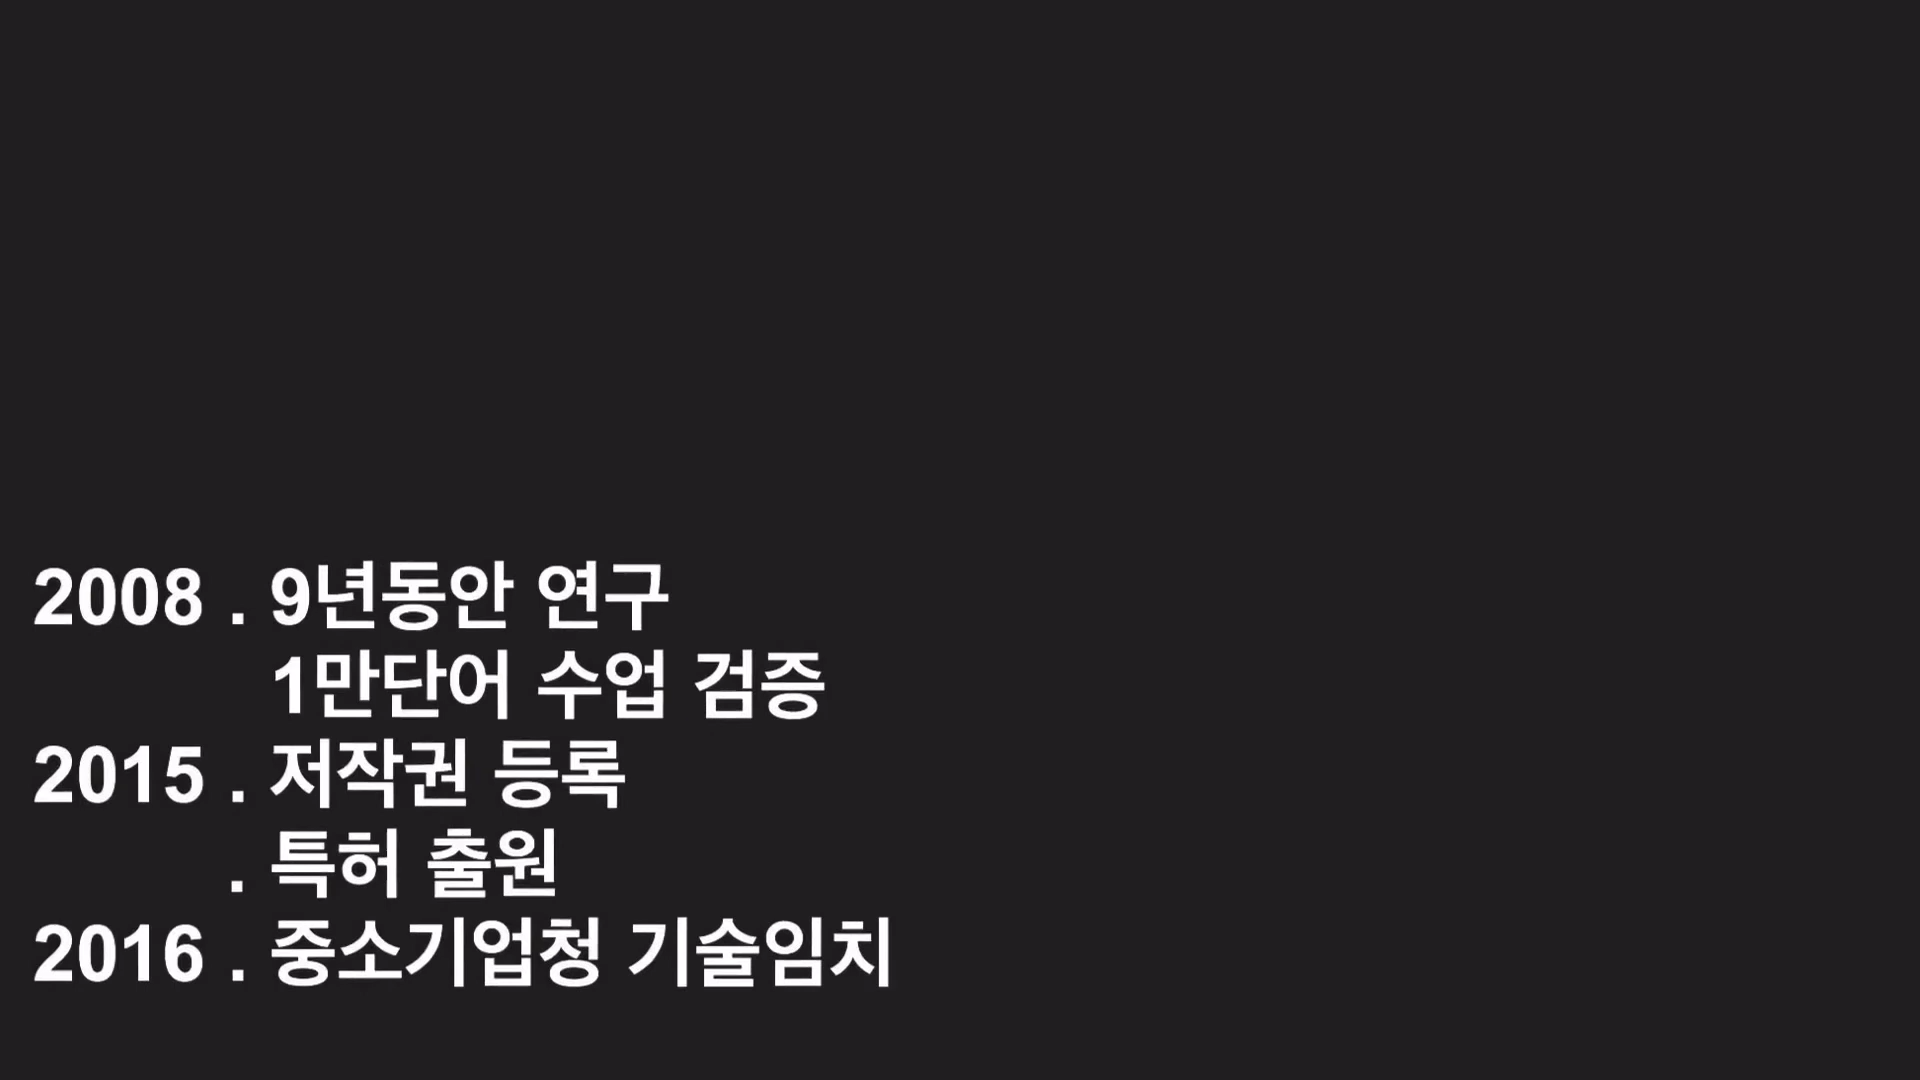 2008 . 9년동안 연구
1만단어 수업 검증
2015 . 저작권 등록
. 특허 출원
2016 . 중소기업청 기술임치